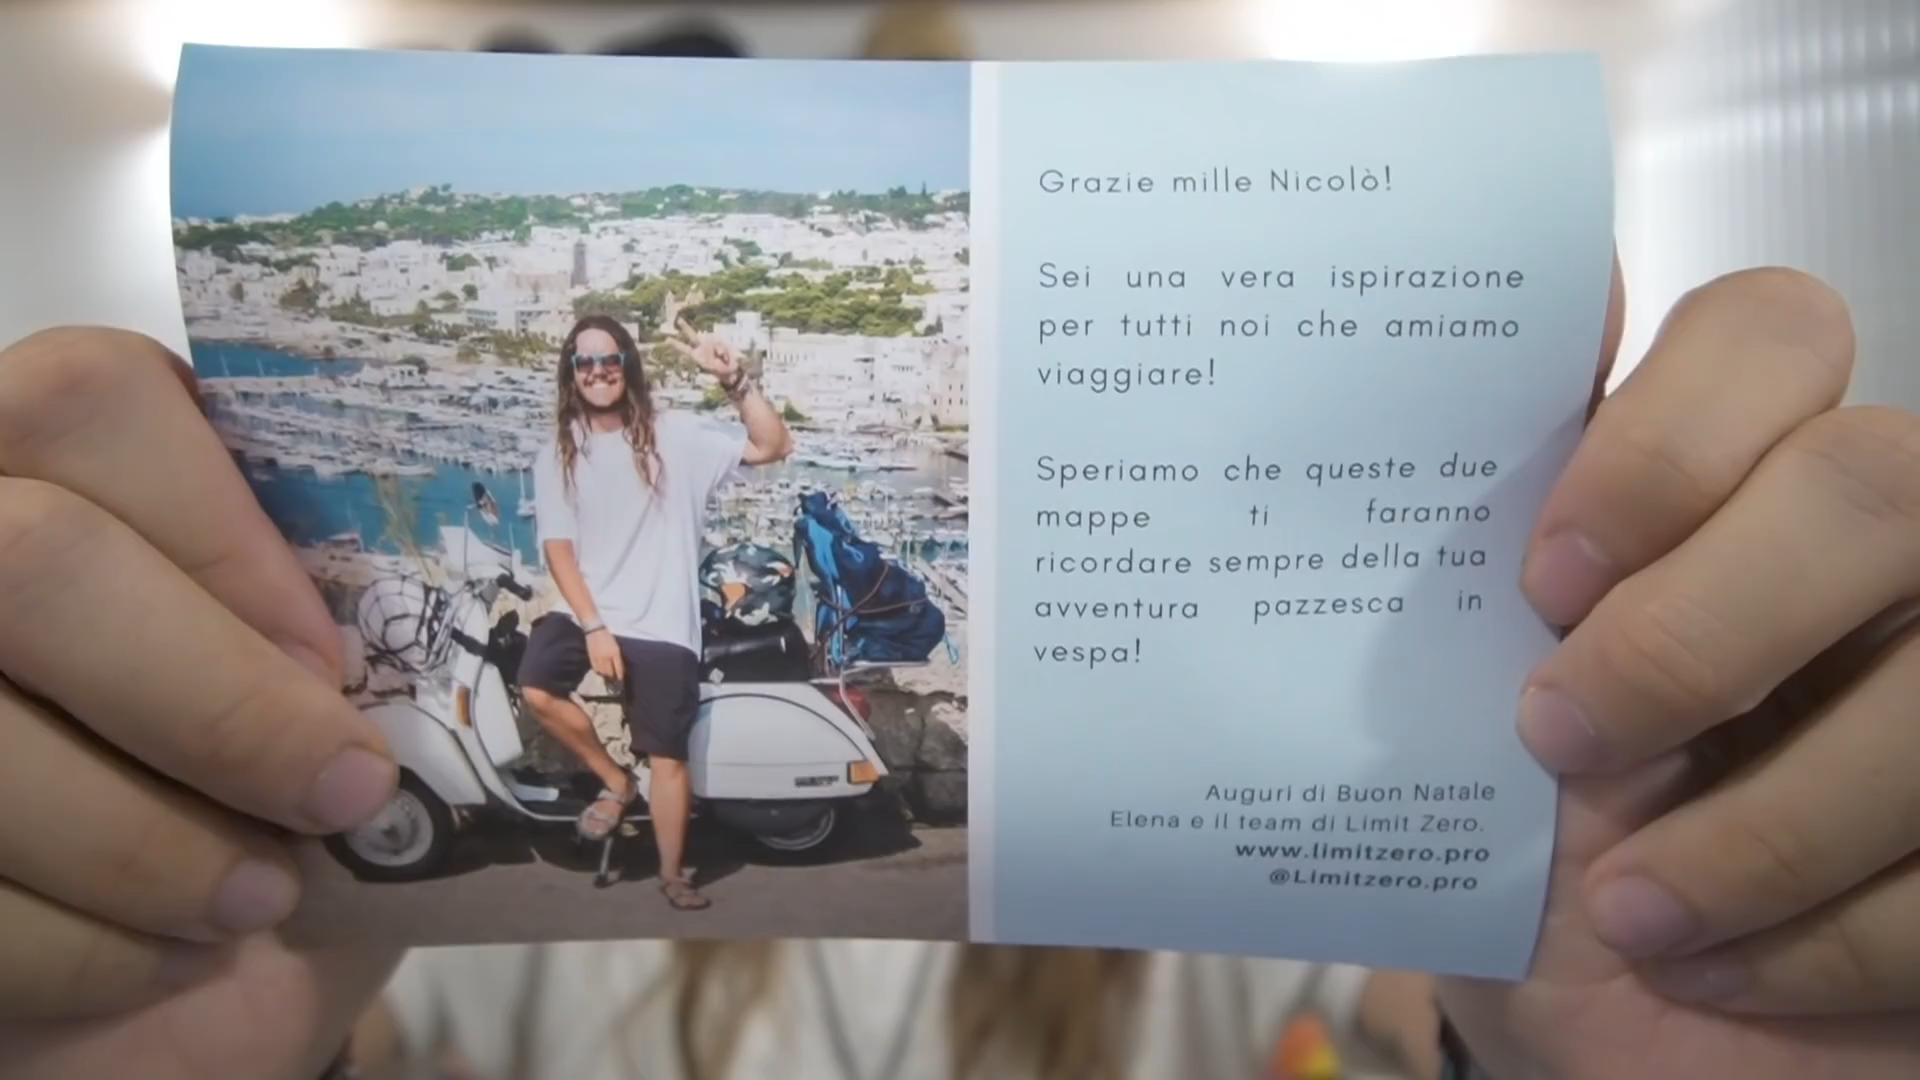 Grazie mille Nicolò!
Sei una vera ispirazione
per tutti noi che amiamo
viaggiare!
Speriamo che queste due
mappe ti faranno
ricordare sempre della tua
avventura pazzesca in
vespa!
Auguri di Buon Natale
Elena e il team di Limit Zero.
www.limitzero.pro
@Limitzero.pro